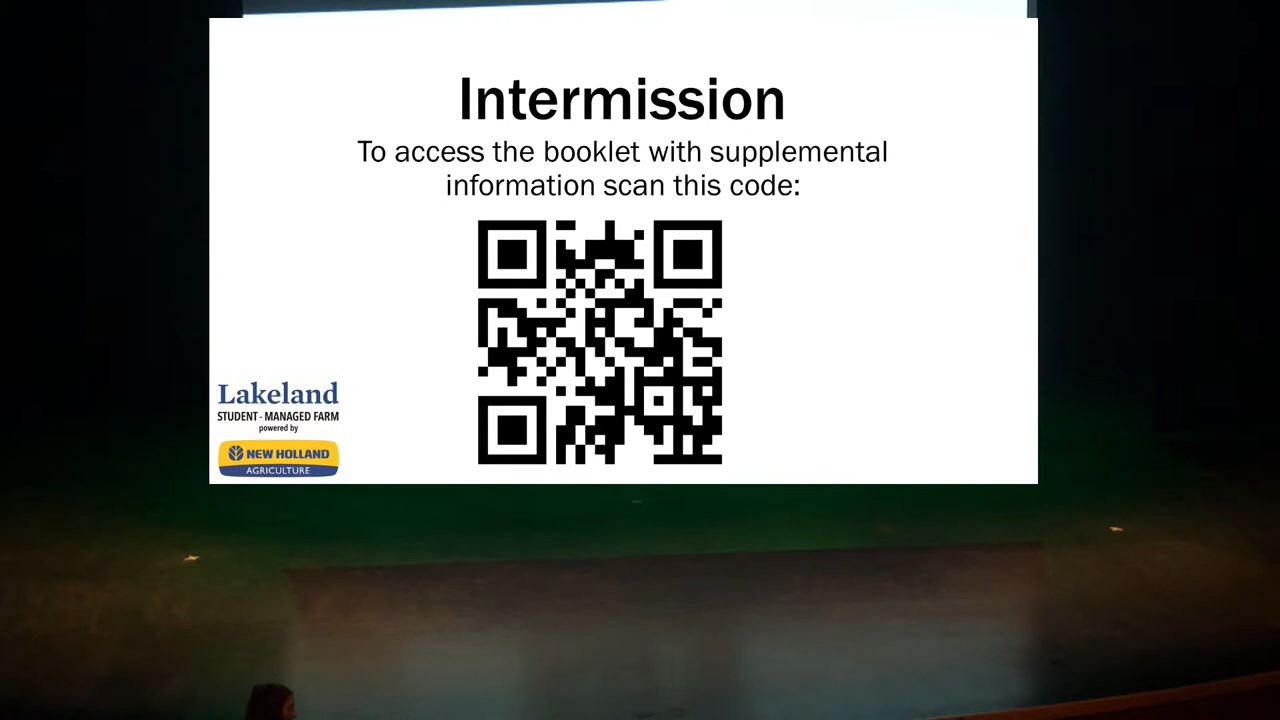 Intermission
To access the booklet with supplemental
information scan this code:
Lakeland
STUDENT - MANAGED FARM
powered by
NEW HOLLAND
AGRICULTURE